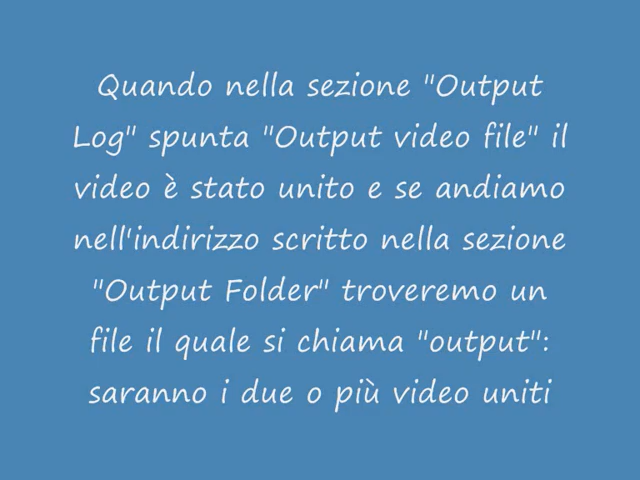 Quando nella sezione "Output
Log" spunta "Output video file" il
video è stato unito e se andiamo
nell'indirizzo scritto nella sezione
"Output Folder" troveremo un
file il quale si chiama "output":
saranno i due o più video uniti